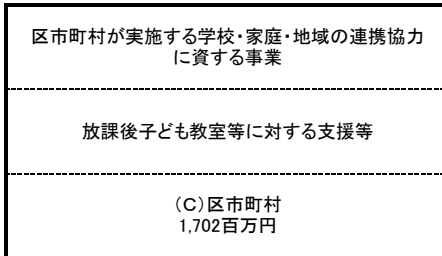 区市町村が実施する学校・家庭・地域の連携協力
に資する事業
放課後子ども教室等に対する支援等
(C)区市町村
1,702百万円